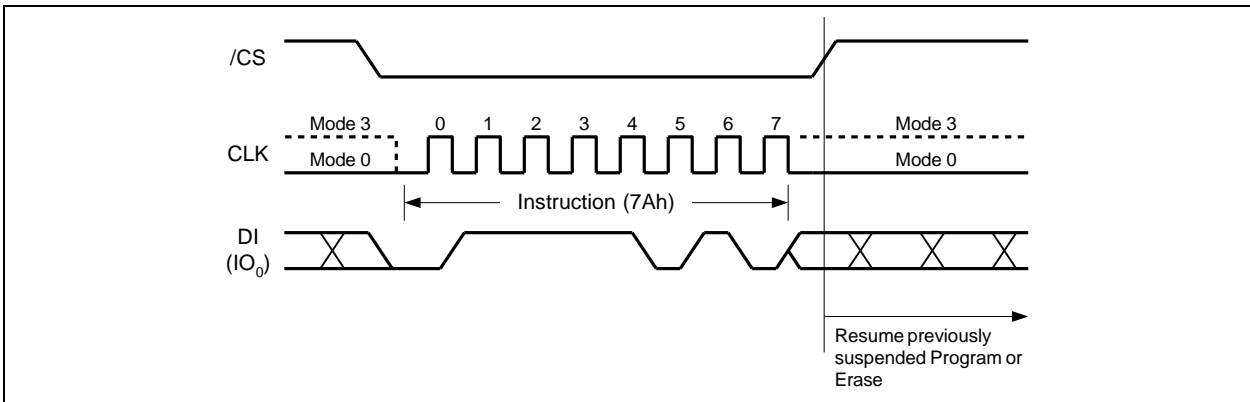 /CS
Mode 3 0 1 2 3 4 5 6 7 Mode 3
CLK
Mode 0 Mode 0
Instruction (7Ah)
DI
(IO0)
Resume previously
suspended Program or
Erase